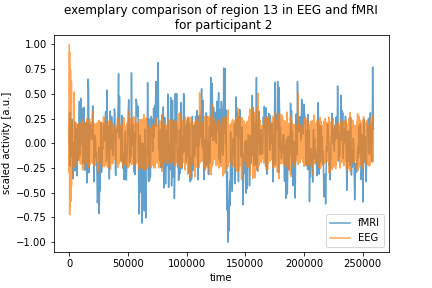 exemplary comparison of region 13 in EEG and fMRI
for participant 2
1.00
0.75
0.50
0.25
0.00
−0.25
−0.50
−0.75
−1.00
scaled activity [a.u.]
0
50000
100000
150000
200000
250000
time
fMRI
EEG